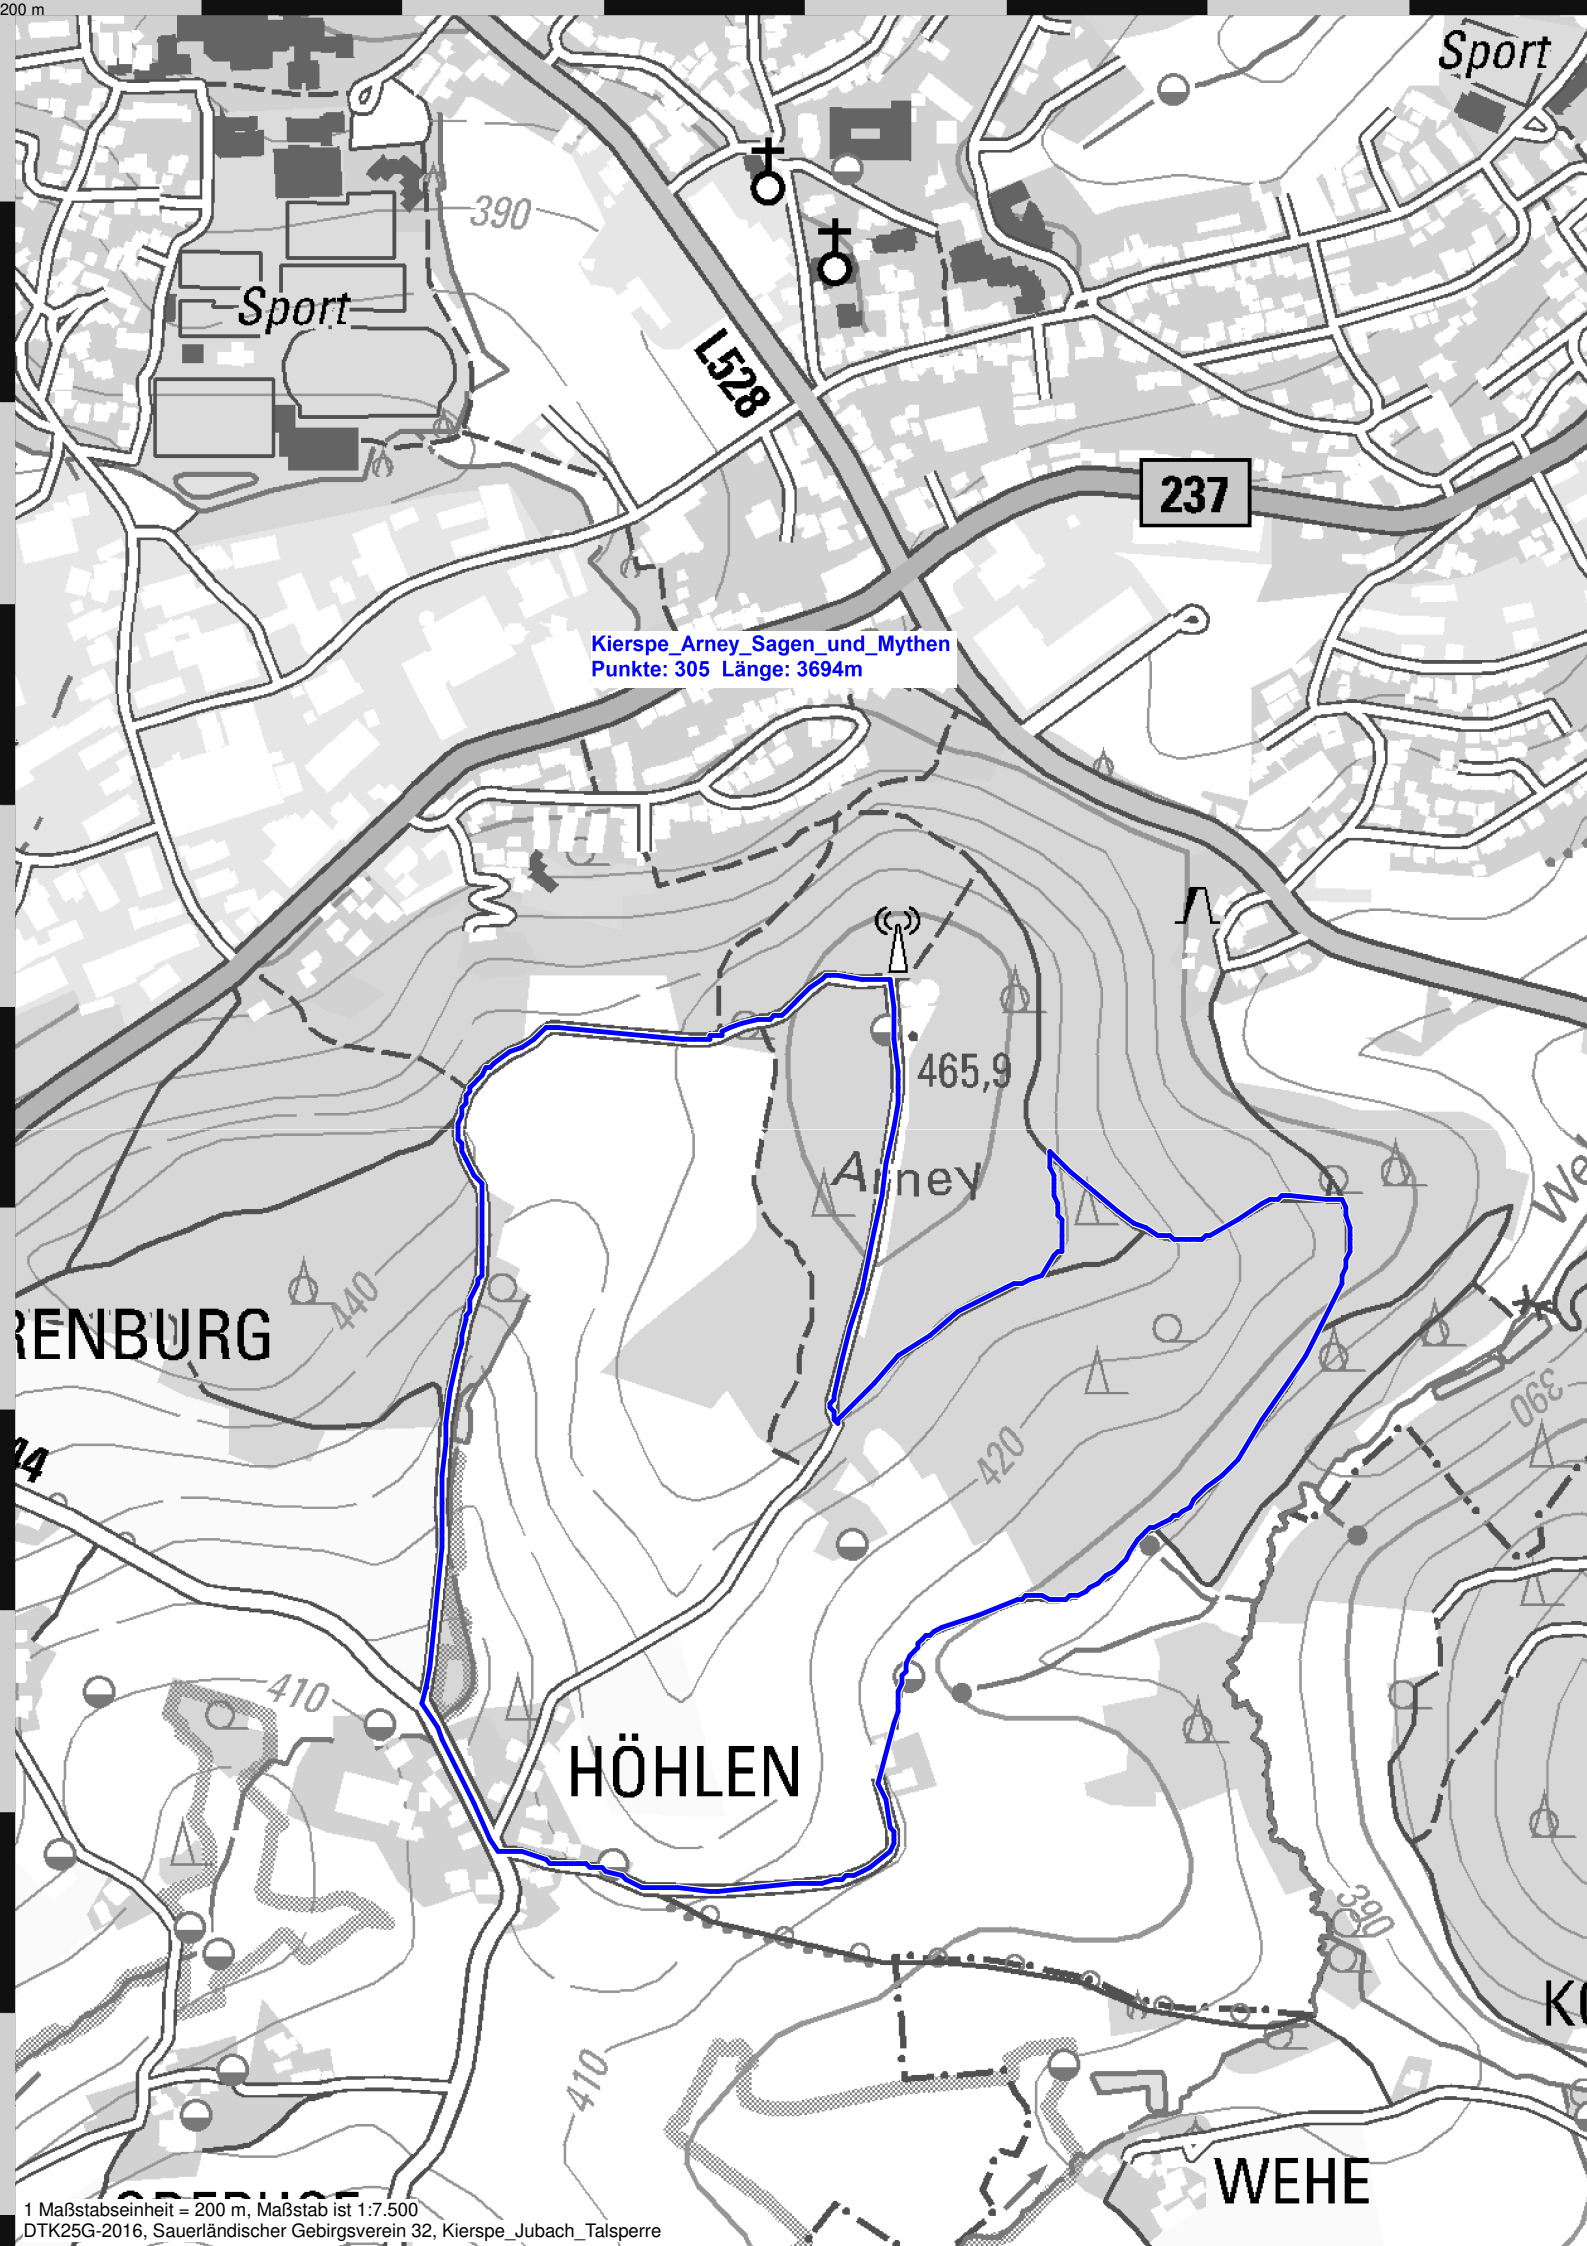 200 m
Sport
390
Sport
L528
237
Kierspe_Arney_Sagen_und_Mythen
Punkte: 305 Länge: 3694m
465,9
Arney
440
RENBURG
390
44
420
410
HÖHLEN
390
410
WEHE
1 Maßstabseinheit = 200 m, Maßstab ist 1:7.500
DTK25G-2016, Sauerländischer Gebirgsverein 32, Kierspe_Jubach_Talsperre